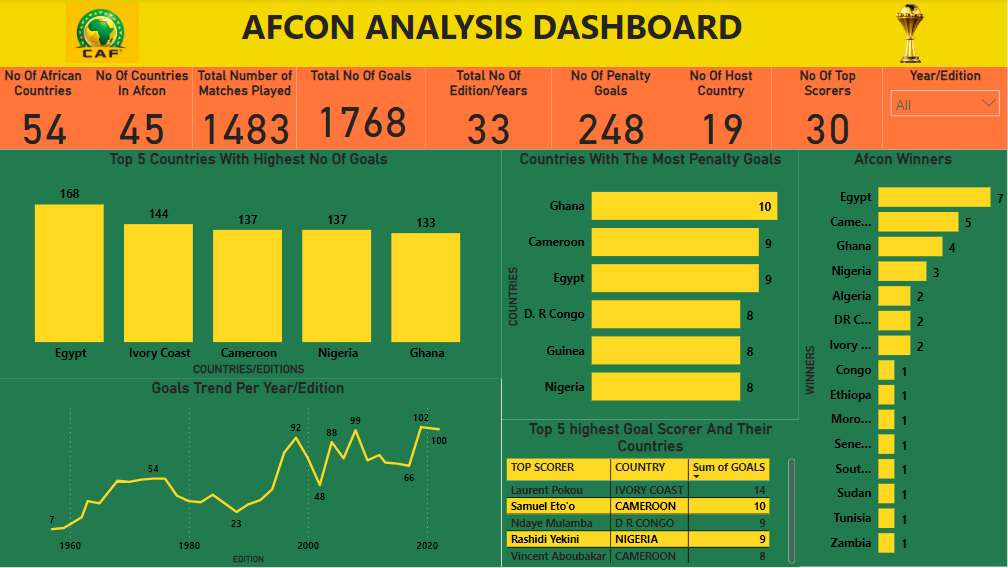 AFCON ANALYSIS DASHBOARD
CAF
No Of African
Countries
54
No Of Countries
In Afcon
45
Total Number of
Matches Played
1483
Total No Of Goals
1768
Total No Of
Edition/Years
33
No Of Penalty
Goals
248
No Of Host
Country
19
No Of Top
Scorers
30
Year/Edition
All
Top 5 Countries With Highest No Of Goals
168
144
137
137
133
Egypt
Ivory Coast
Cameroon
Nigeria
Ghana
COUNTRIES/EDITIONS
Goals Trend Per Year/Edition
7
54
23
92
48
88
99
66
102
100
1960
1980
2000
2020
EDITION
Countries With The Most Penalty Goals
COUNTRIES
Ghana 10
Cameroon 9
Egypt 9
D. R Congo 8
Guinea 8
Nigeria 8
Top 5 highest Goal Scorer And Their
Countries
TOP SCORER COUNTRY Sum of GOALS
Laurent Pokou IVORY COAST 14
Samuel Eto'o CAMEROON 10
Ndaye Mulamba D R CONGO 9
Rashidi Yekini NIGERIA 9
Vincent Aboubakar CAMEROON 8
Afcon Winners
WINNERS
Egypt 7
Came... 5
Ghana 4
Nigeria 3
Algeria 2
DR C... 2
Ivory ... 2
Congo 1
Ethiopa 1
Moro... 1
Sene... 1
Sout... 1
Sudan 1
Tunisia 1
Zambia 1